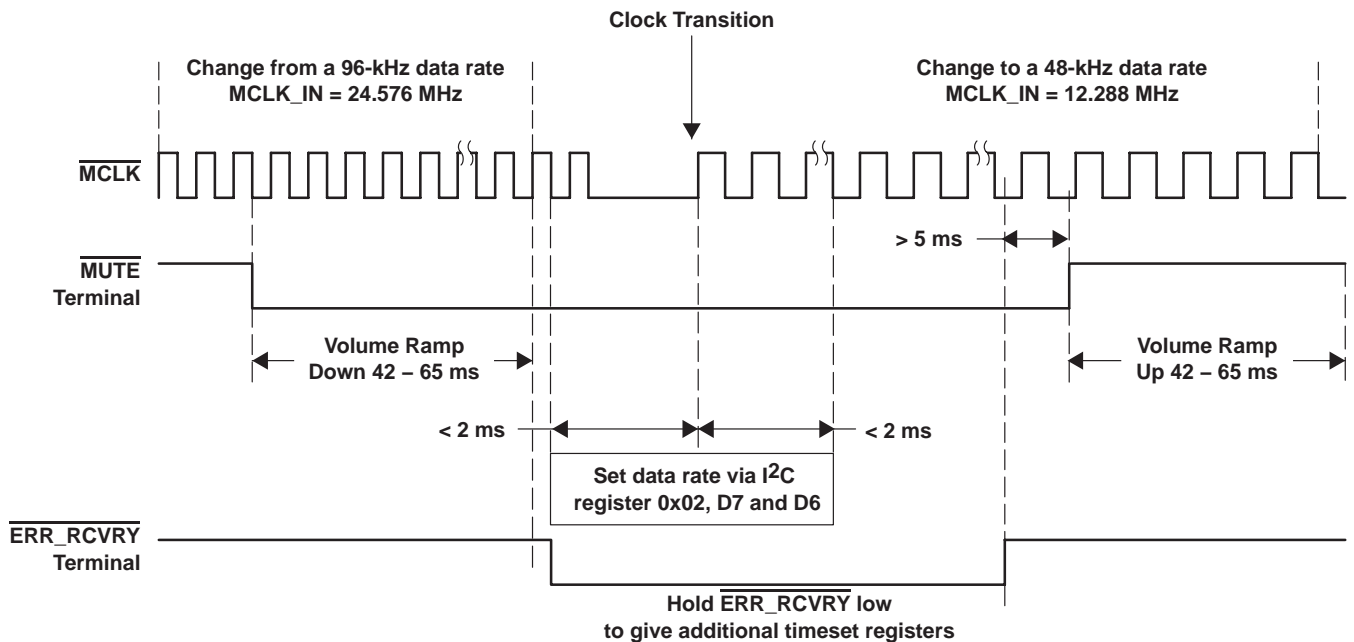 Clock Transition
Change from a 96-kHz data rate
MCLK_IN = 24.576 MHz
Change to a 48-kHz data rate
MCLK_IN = 12.288 MHz
MCLK
> 5 ms
MUTE
Terminal
Volume Ramp
Down 42 – 65 ms
Volume Ramp
Up 42 – 65 ms
< 2 ms
< 2 ms
Set data rate via I2C
register 0x02, D7 and D6
ERR_RCVRY
Terminal
Hold ERR_RCVRY low
to give additional timeset registers